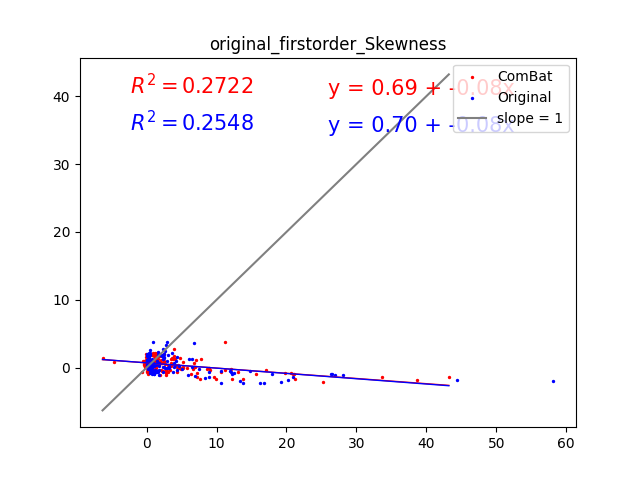 original_firstorder_Skewness
R² = 0.2722 y = 0.69 + -0.08x
R² = 0.2548 y = 0.70 + -0.08x
ComBat
Original
slope = 1
40
30
20
10
0
0 10 20 30 40 50 60